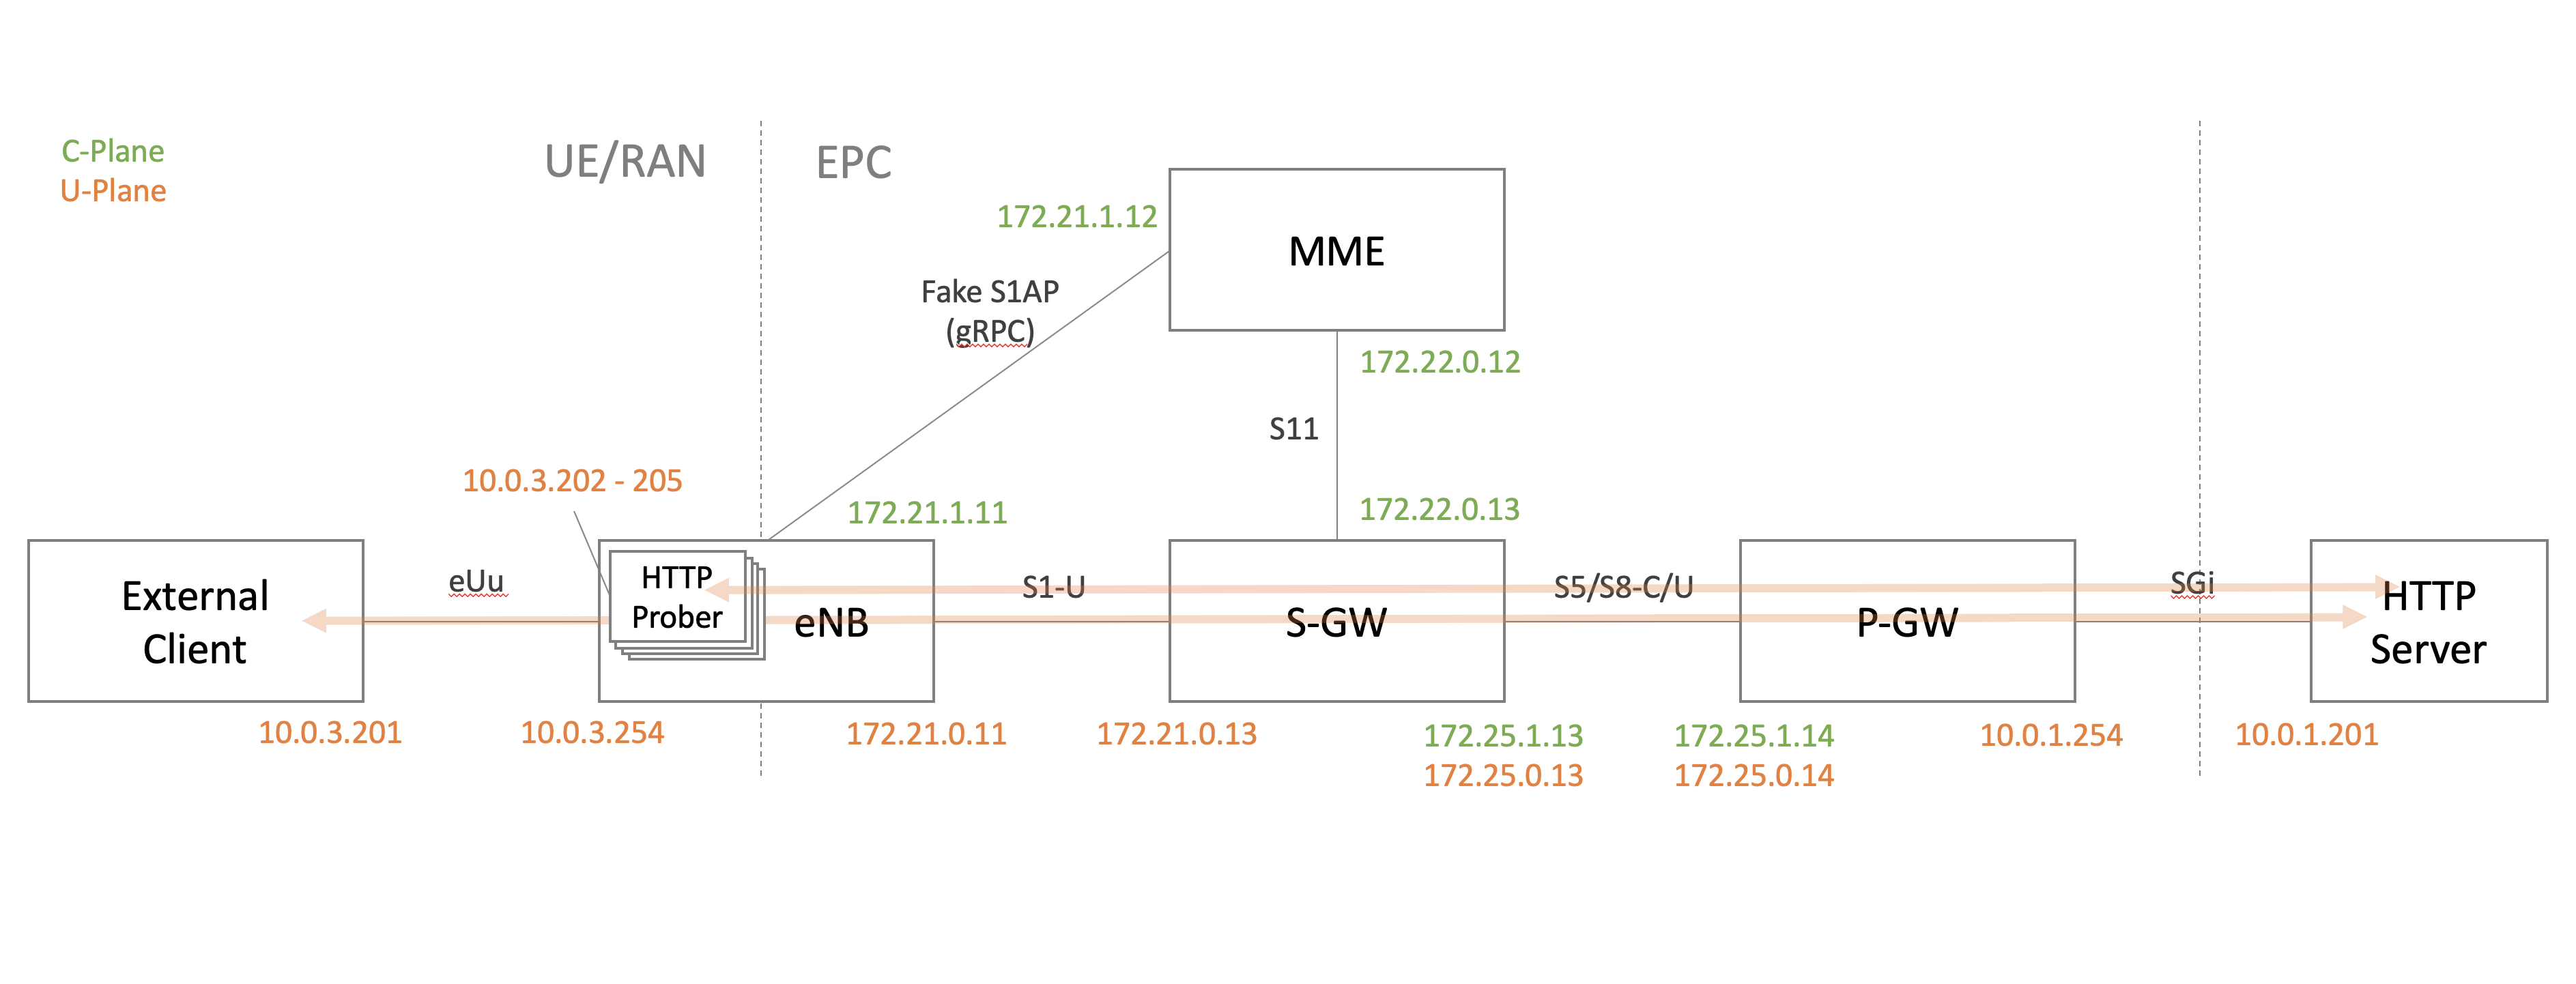 C-Plane
U-Plane
UE/RAN
EPC
172.21.1.12
MME
Fake S1AP
(gRPC)
172.22.0.12
S11
10.0.3.202 - 205
172.21.1.11
172.22.0.13
External
Client
eUu
HTTP
Prober
eNB
S1-U
S-GW
S5/S8-C/U
P-GW
SGi
HTTP
Server
10.0.3.201
10.0.3.254
172.21.0.11
172.21.0.13
172.25.1.13
172.25.0.13
172.25.1.14
172.25.0.14
10.0.1.254
10.0.1.201